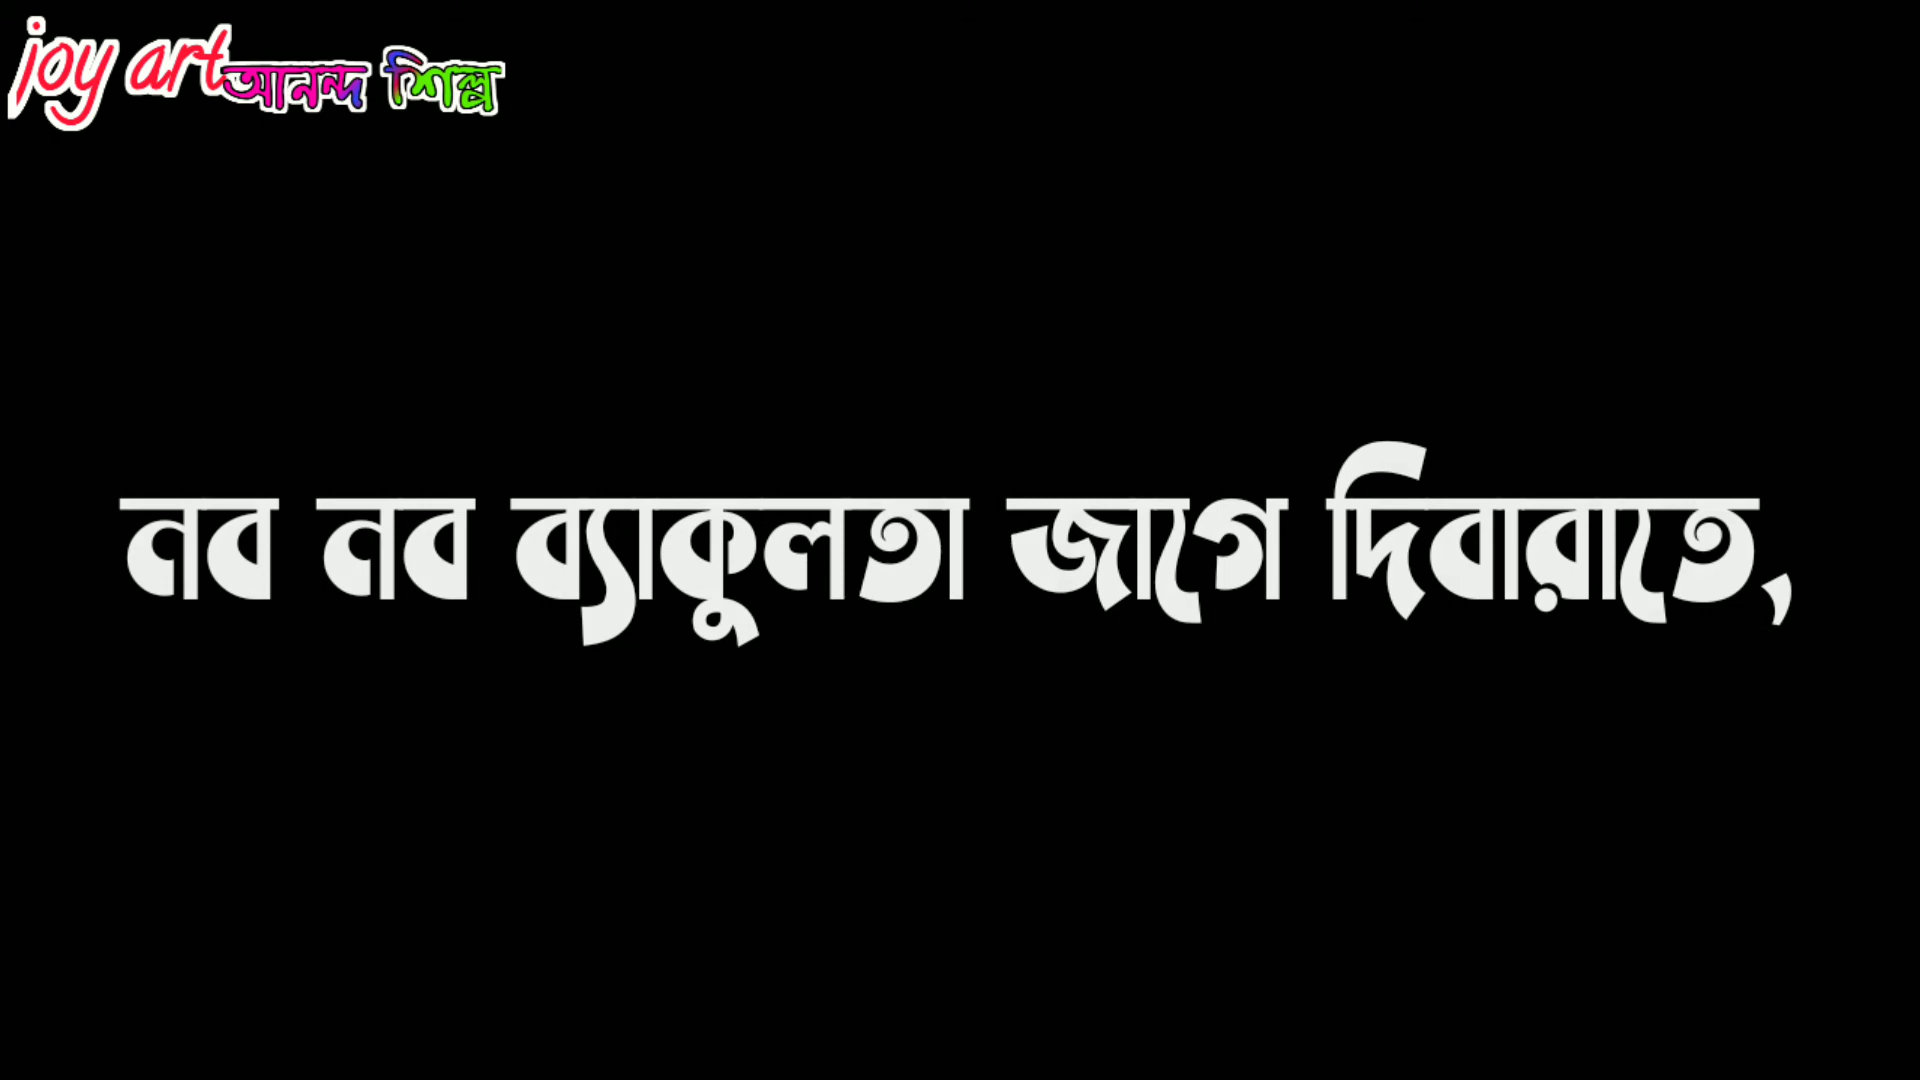 joy art আনন্দ শিল্প
নব নব ব্যাকুলতা জাগে দিবারাতে,